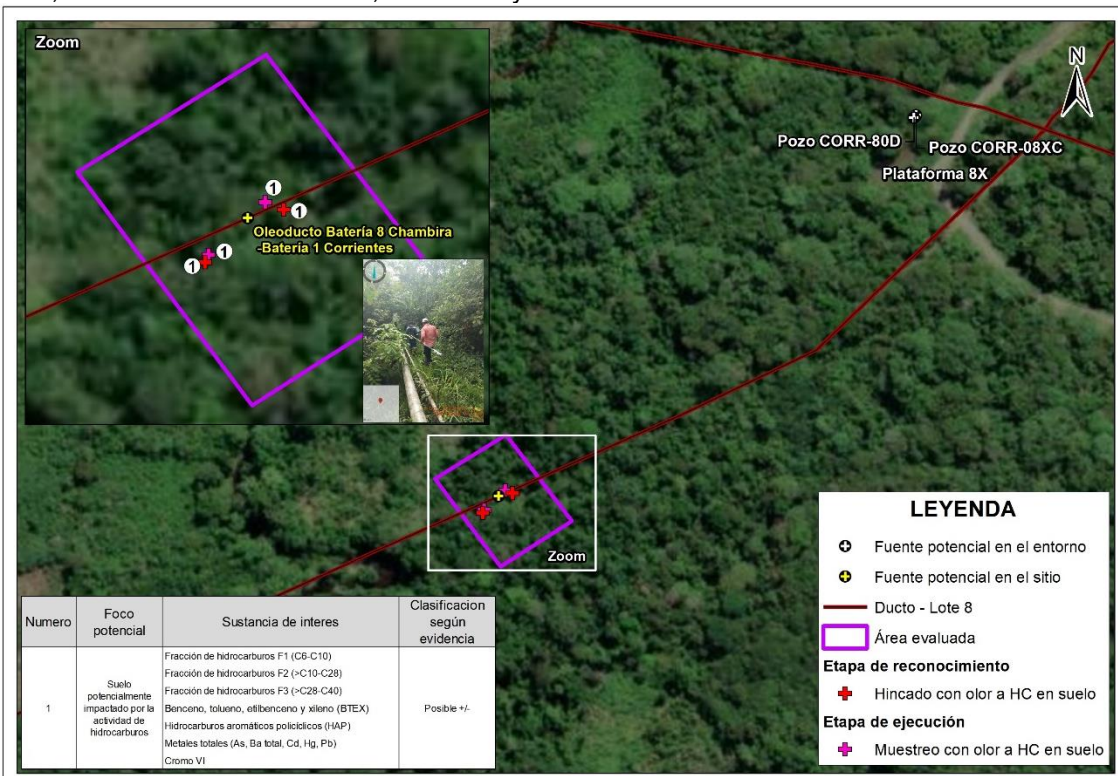 Zoom
N
Pozo CORR-80D
Pozo CORR-08XC
Plataforma 8X
1
1
Oleoducto Batería 8 Chambira
-Batería 1 Corrientes
1
1
Zoom
LEYENDA
Fuente potencial en el entorno
Fuente potencial en el sitio
Ducto - Lote 8
Área evaluada
Etapa de reconocimiento
Hincado con olor a HC en suelo
Etapa de ejecución
Muestreo con olor a HC en suelo
Numero
Foco
potencial
Sustancia de interes
Clasificacion
según
evidencia
1
Suelo
potencialmente
impactado por la
actividad de
hidrocarburos
Fracción de hidrocarburos F1 (C6-C10)
Fracción de hidrocarburos F2 (>C10-C28)
Fracción de hidrocarburos F3 (>C28-C40)
Benceno, tolueno, etilbenceno y xileno (BTEX)
Hidrocarburos aromáticos policíclicos (HAP)
Metales totales (As, Ba total, Cd, Hg, Pb)
Cromo VI
Posible +/-